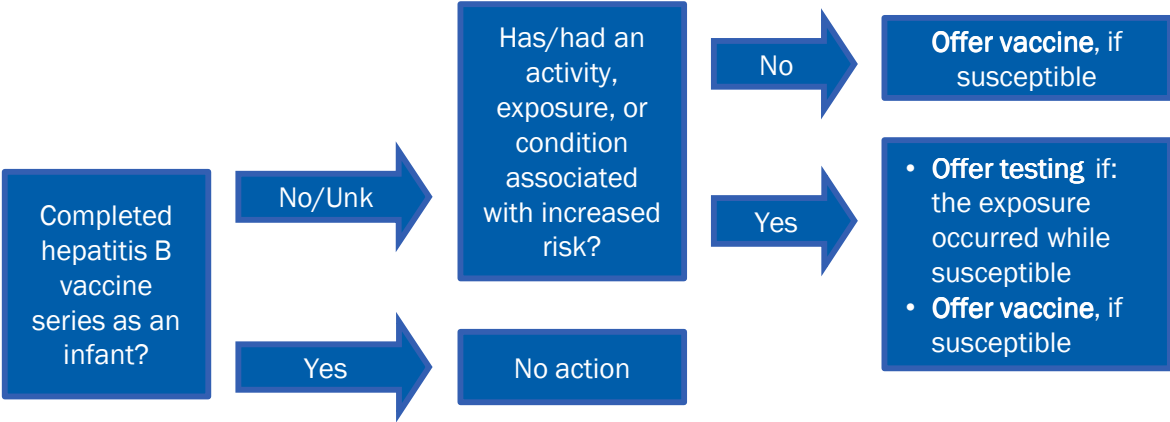 Completed
hepatitis B
vaccine
series as an
infant?
No/Unk
Has/had an
activity,
exposure, or
condition
associated
with increased
risk?
No
Offer vaccine, if
susceptible
Yes
• Offer testing if:
the exposure
occurred while
susceptible
• Offer vaccine, if
susceptible
Yes
No action